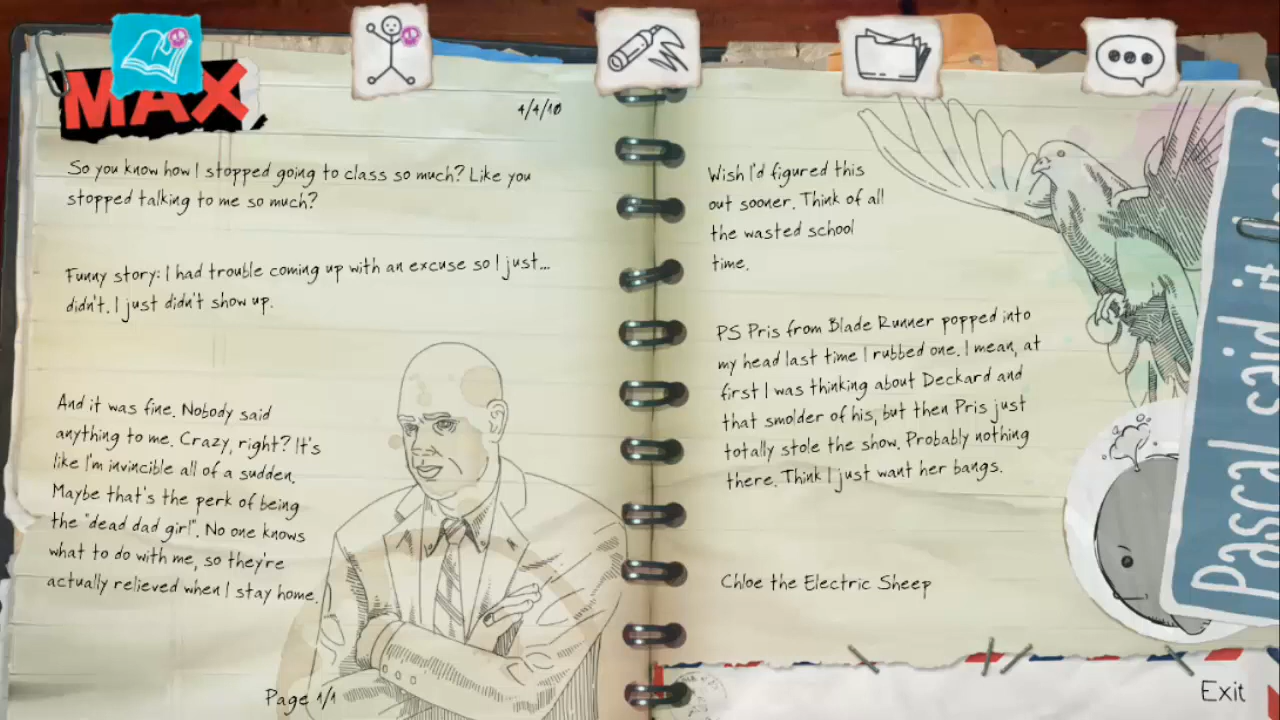 MAX
4/4/10
So you know how I stopped going to class so much? Like you
stopped talking to me so much?
Funny story: I had trouble coming up with an excuse so I just...
didn't. I just didn't show up.
And it was fine. Nobody said
anything to me. Crazy, right? It's
like I'm invincible all of a sudden.
Maybe that's the perk of being
the "dead dad girl". No one knows
what to do with me, so they're
actually relieved when I stay home.
Page 1/1
Wish I'd figured this
out sooner. Think of all
the wasted school
time.
PS Pris from Blade Runner popped into
my head last time I rubbed one. I mean, at
first I was thinking about Deckard and
that smolder of his, but then Pris just
totally stole the show. Probably nothing
there. Think I just want her bangs.
Chloe the Electric Sheep
Pascal said it
Exit